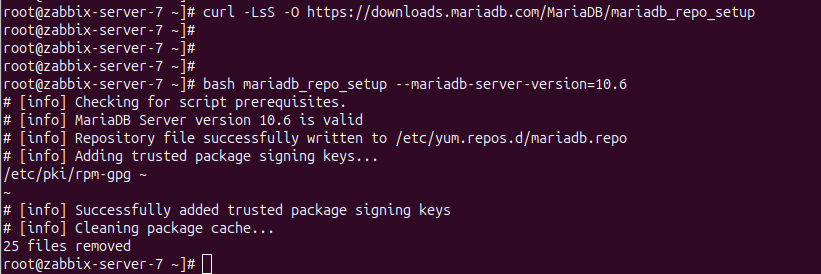 root@zabbix-server-7 ~]# curl -LsS -O https://downloads.mariadb.com/MariaDB/mariadb_repo_setup
root@zabbix-server-7 ~]#
root@zabbix-server-7 ~]#
root@zabbix-server-7 ~]#
root@zabbix-server-7 ~]# bash mariadb_repo_setup --mariadb-server-version=10.6
# [info] Checking for script prerequisites.
# [info] MariaDB Server version 10.6 is valid
# [info] Repository file successfully written to /etc/yum.repos.d/mariadb.repo
# [info] Adding trusted package signing keys...
/etc/pki/rpm-gpg ~
~
# [info] Successfully added trusted package signing keys
# [info] Cleaning package cache...
25 files removed
root@zabbix-server-7 ~]#